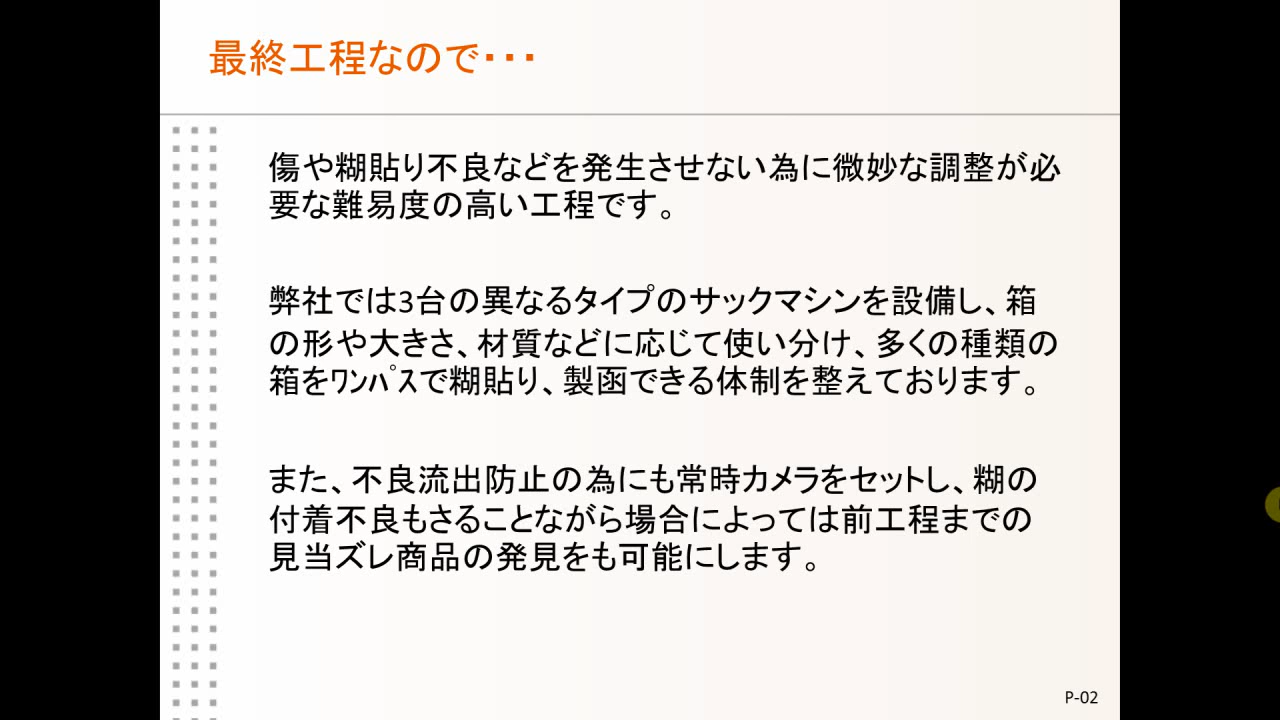 最終工程なので・・・
傷や糊貼り不良などを発生させない為に微妙な調整が必
要な難易度の高い工程です。
弊社では3台の異なるタイプのサックマシンを設備し、箱
の形や大きさ、材質などに応じて使い分け、多くの種類の
箱をﾜﾝﾊﾟｽで糊貼り、製函できる体制を整えております。
また、不良流出防止の為にも常時カメラをセットし、糊の
付着不良もさることながら場合によっては前工程までの
見当ズレ商品の発見をも可能にします。
P-02